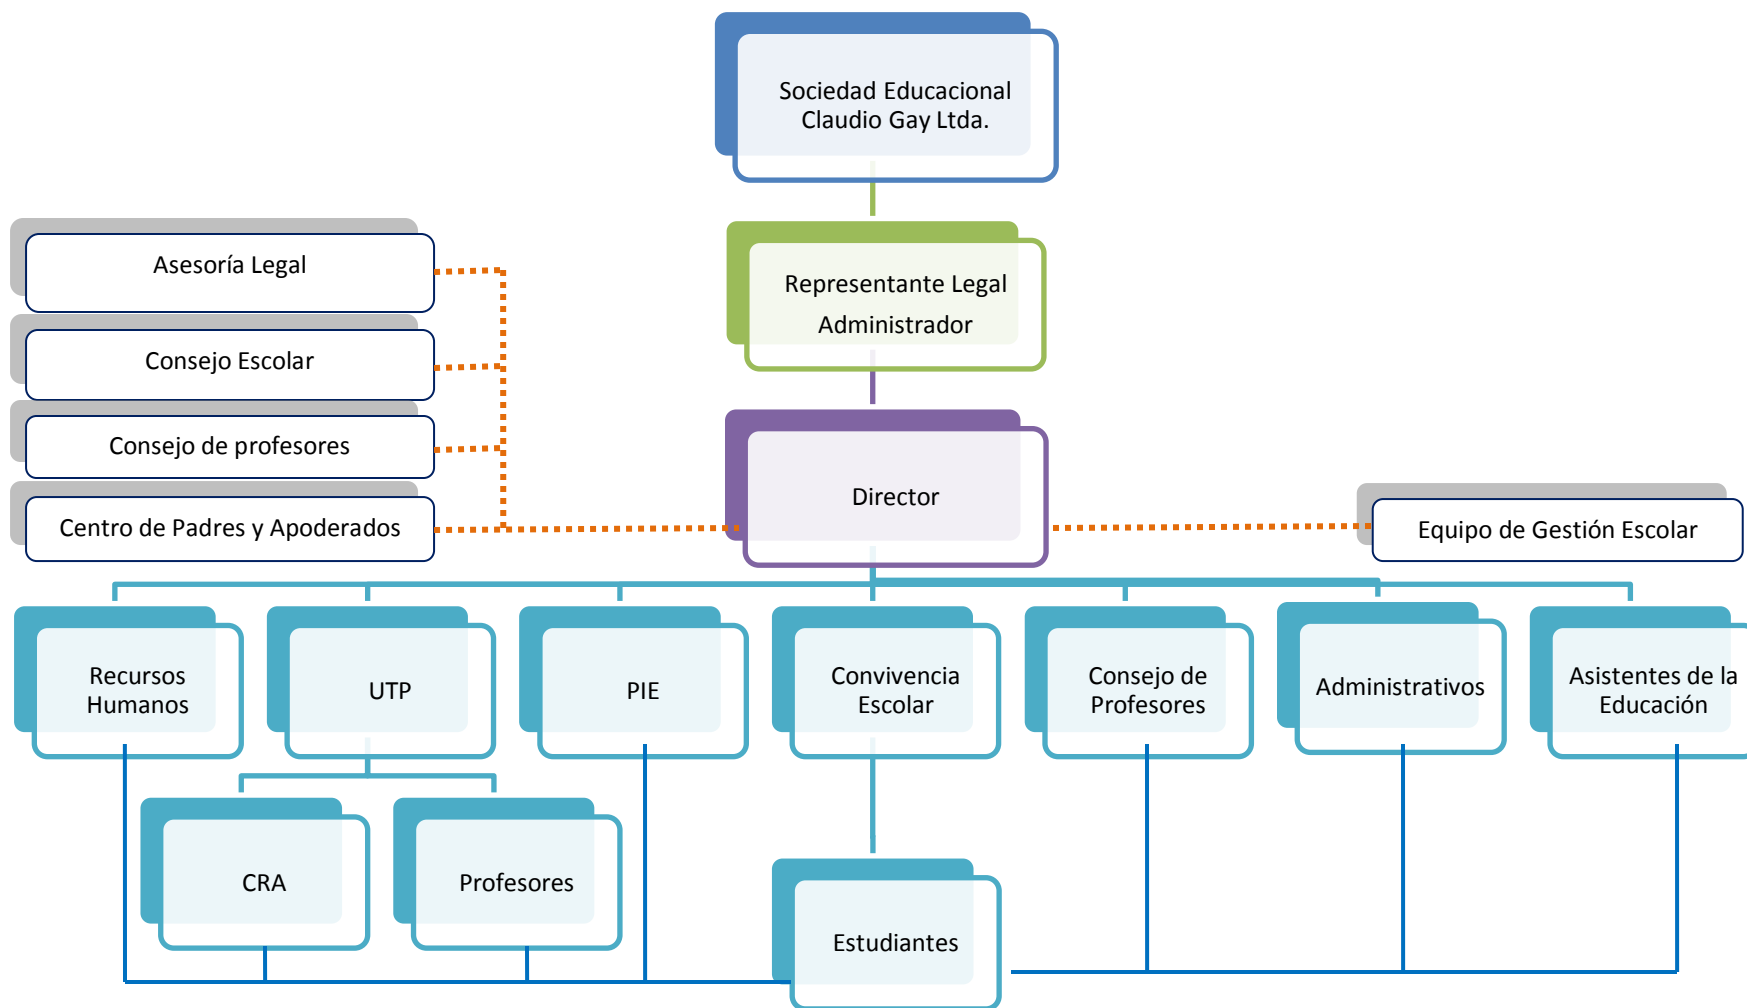 Sociedad Educacional
Claudio Gay Ltda.
Asesoría Legal
Representante Legal
Administrador
Consejo Escolar
Consejo de profesores
Director
Centro de Padres y Apoderados
Equipo de Gestión Escolar
Recursos
Humanos
UTP
PIE
Convivencia
Escolar
Consejo de
Profesores
Administrativos
Asistentes de la
Educación
CRA
Profesores
Estudiantes